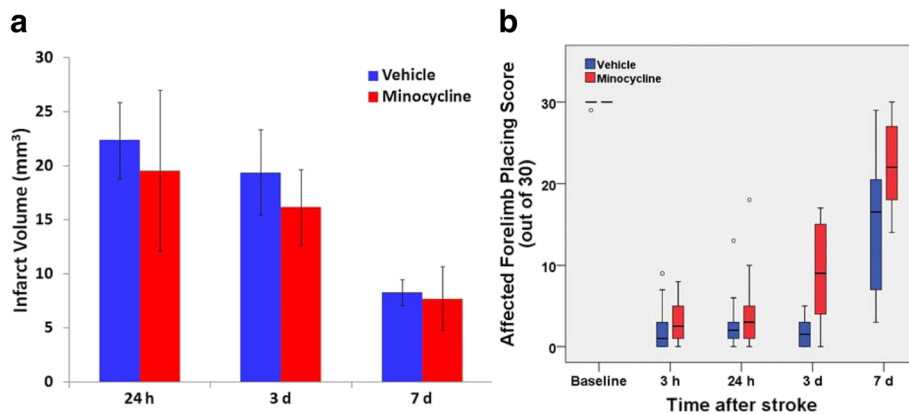 a
Infarct Volume (mm³)
30
25
20
15
10
5
0
Vehicle
Minocycline
24 h
3 d
7 d
b
Affected Forelimb Placing Score
(out of 30)
30
20
10
0
Vehicle
Minocycline
Baseline
3 h
24 h
3 d
7 d
Time after stroke